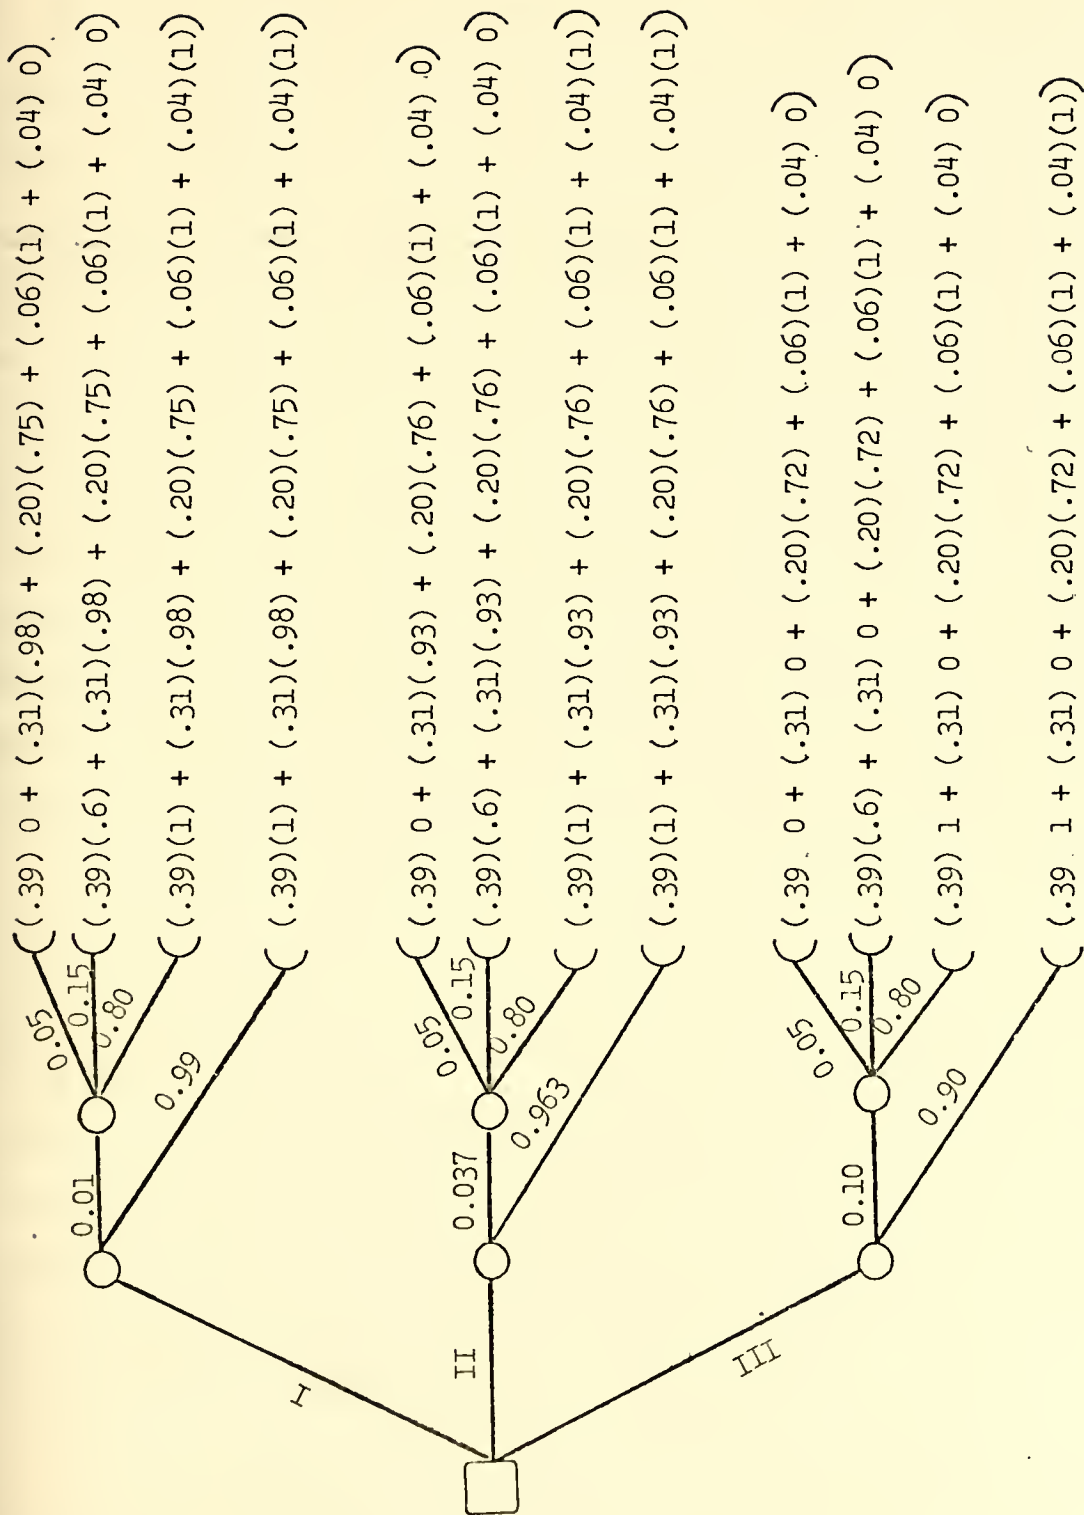 (.39) 0 + (.31)(.98) + (.20)(.75) + (.06)(1) + (.04) 0)
(.39)(.6) + (.31)(.98) + (.20)(.75) + (.06)(1) + (.04) 0)
(.39)(1) + (.31)(.98) + (.20)(.75) + (.06)(1) + (.04)(1))
(.39)(1) + (.31)(.98) + (.20)(.75) + (.06)(1) + (.04)(1))
0.05
0.15
0.80
0.01
0.99
I
(.39) 0 + (.31)(.93) + (.20)(.76) + (.06)(1) + (.04) 0)
(.39)(.6) + (.31)(.93) + (.20)(.76) + (.06)(1) + (.04) 0)
(.39)(1) + (.31)(.93) + (.20)(.76) + (.06)(1) + (.04)(1))
(.39)(1) + (.31)(.93) + (.20)(.76) + (.06)(1) + (.04)(1))
0.05
0.15
0.80
0.037
0.963
II
(.39 0 + (.31) 0 + (.20)(.72) + (.06)(1) + (.04) 0)
(.39)(.6) + (.31) 0 + (.20)(.72) + (.06)(1) + (.04) 0)
(.39) 1 + (.31) 0 + (.20)(.72) + (.06)(1) + (.04) 0)
(.39 1 + (.31) 0 + (.20)(.72) + (.06)(1) + (.04)(1))
0.05
0.15
0.80
0.10
0.90
III